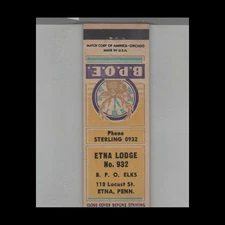 MATCH CORP. OF AMERICA, CHICAGO
MADE IN U.S.A.
B.P.O.E.
Phone
STERLING 0932
ETNA LODGE
No. 932
B. P. O. ELKS
118 Locust St.
ETNA, PENN.
CLOSE COVER BEFORE STRIKING